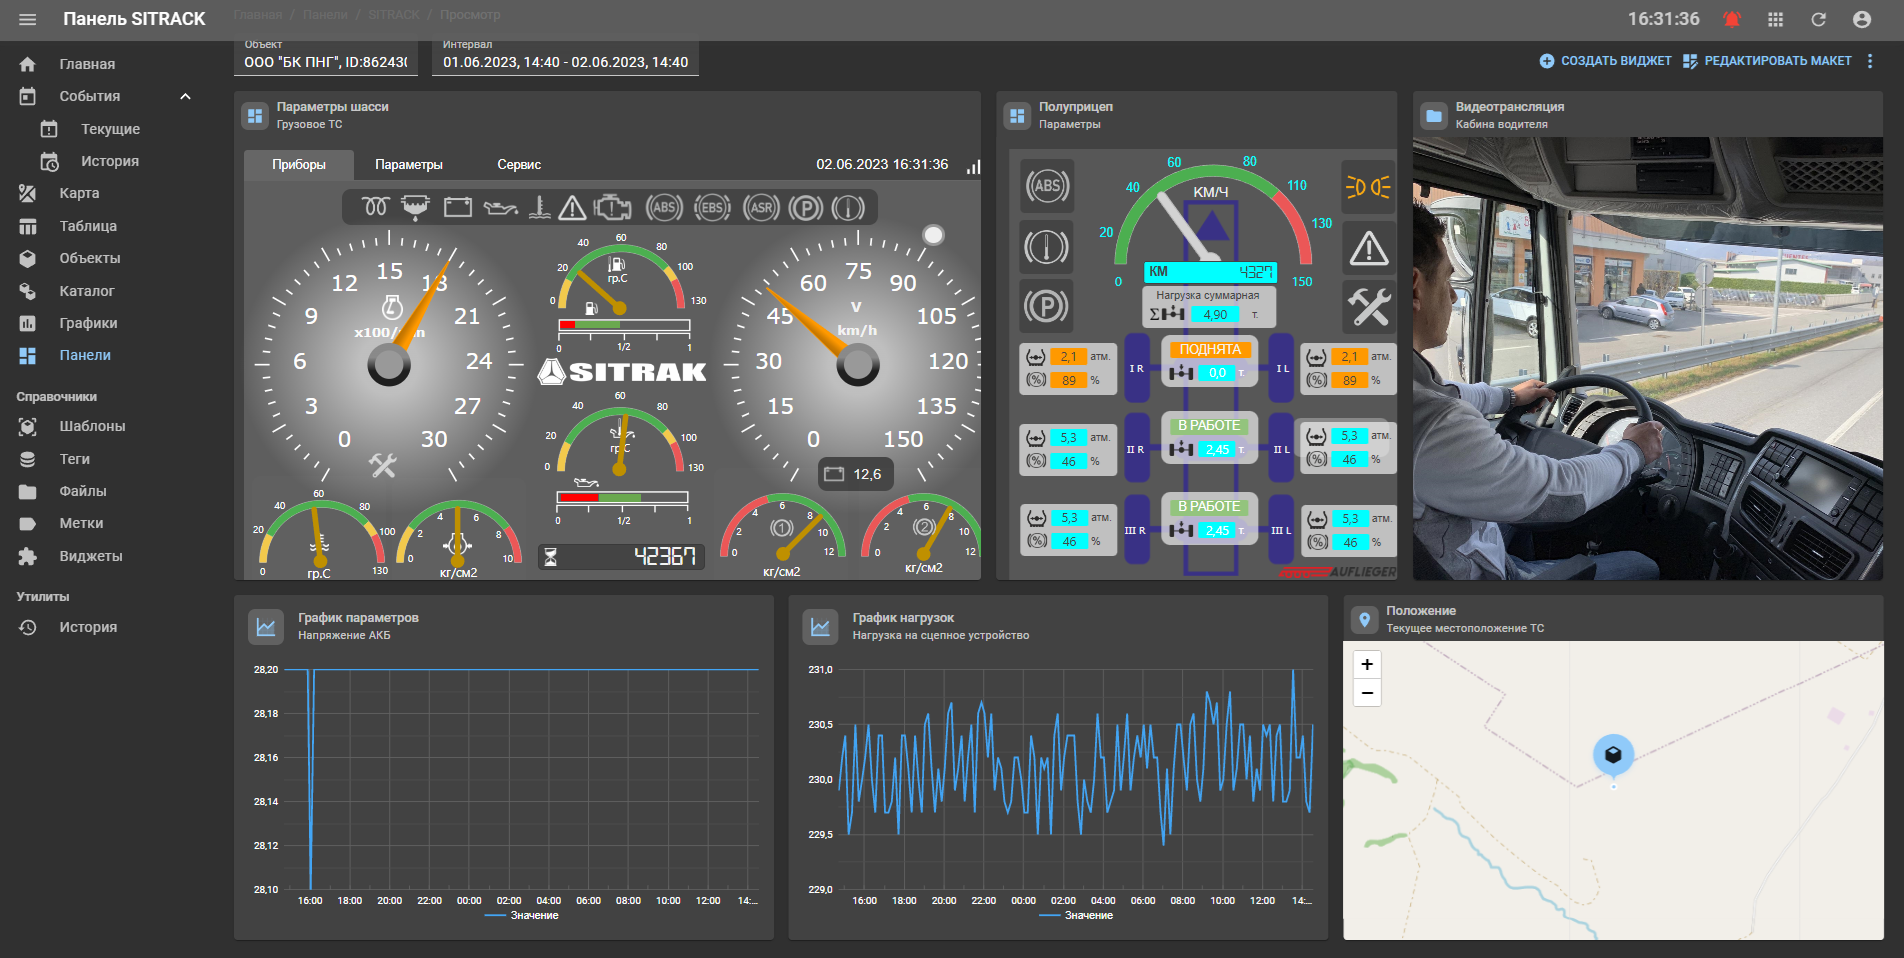 Панель SITRACK
Главная / Панели / SITRACK / Просмотр
16:31:36
Объект
ООО "БК ПНГ", ID:86243
Интервал
01.06.2023, 14:40 - 02.06.2023, 14:40
СОЗДАТЬ ВИДЖЕТ
РЕДАКТИРОВАТЬ МАКЕТ
Главная
События
Текущие
История
Карта
Таблица
Объекты
Каталог
Графики
Панели
Справочники
Шаблоны
Теги
Файлы
Метки
Виджеты
Утилиты
История
Параметры шасси
Грузовое ТС
Приборы
Параметры
Сервис
02.06.2023 16:31:36
ABS
EBS
ASR
P
0 3 6 9 12 15 18 21 24 27 30
0 20 40 60 80 100 130
гр.С
0 1/2 1
SITRAK
0 20 40 60 80 100 130
гр.С
0 1/2 1
0 15 30 45 60 75 90 105 120 135 150
V
km/h
12,6
0 20 40 60 80 100 130
гр.С
0 2 4 6 8 10
кг/см2
42367
0 2 4 6 8 10 12
1
кг/см2
0 2 4 6 8 10 12
2
кг/см2
Полуприцеп
Параметры
ABS
P
0 20 40 60 80 110 130 150
КМ/Ч
КМ 4327
Нагрузка суммарная
Σ 4,90 т.
2,1 атм.
89 %
I R
ПОДНЯТА
0,0 т.
I L
2,1 атм.
89 %
5,3 атм.
46 %
II R
В РАБОТЕ
2,45 т.
II L
5,3 атм.
46 %
5,3 атм.
46 %
III R
В РАБОТЕ
2,45 т.
III L
5,3 атм.
46 %
AUFLIEGER
Видеотрансляция
Кабина водителя
График параметров
Напряжение АКБ
28,20
28,18
28,16
28,14
28,12
28,10
16:00 18:00 20:00 22:00 00:00 02:00 04:00 06:00 08:00 10:00 12:00 14:...
Значение
График нагрузок
Нагрузка на сцепное устройство
231,0
230,5
230,0
229,5
229,0
16:00 18:00 20:00 22:00 00:00 02:00 04:00 06:00 08:00 10:00 12:00 14:...
Значение
Положение
Текущее местоположение ТС
+
−